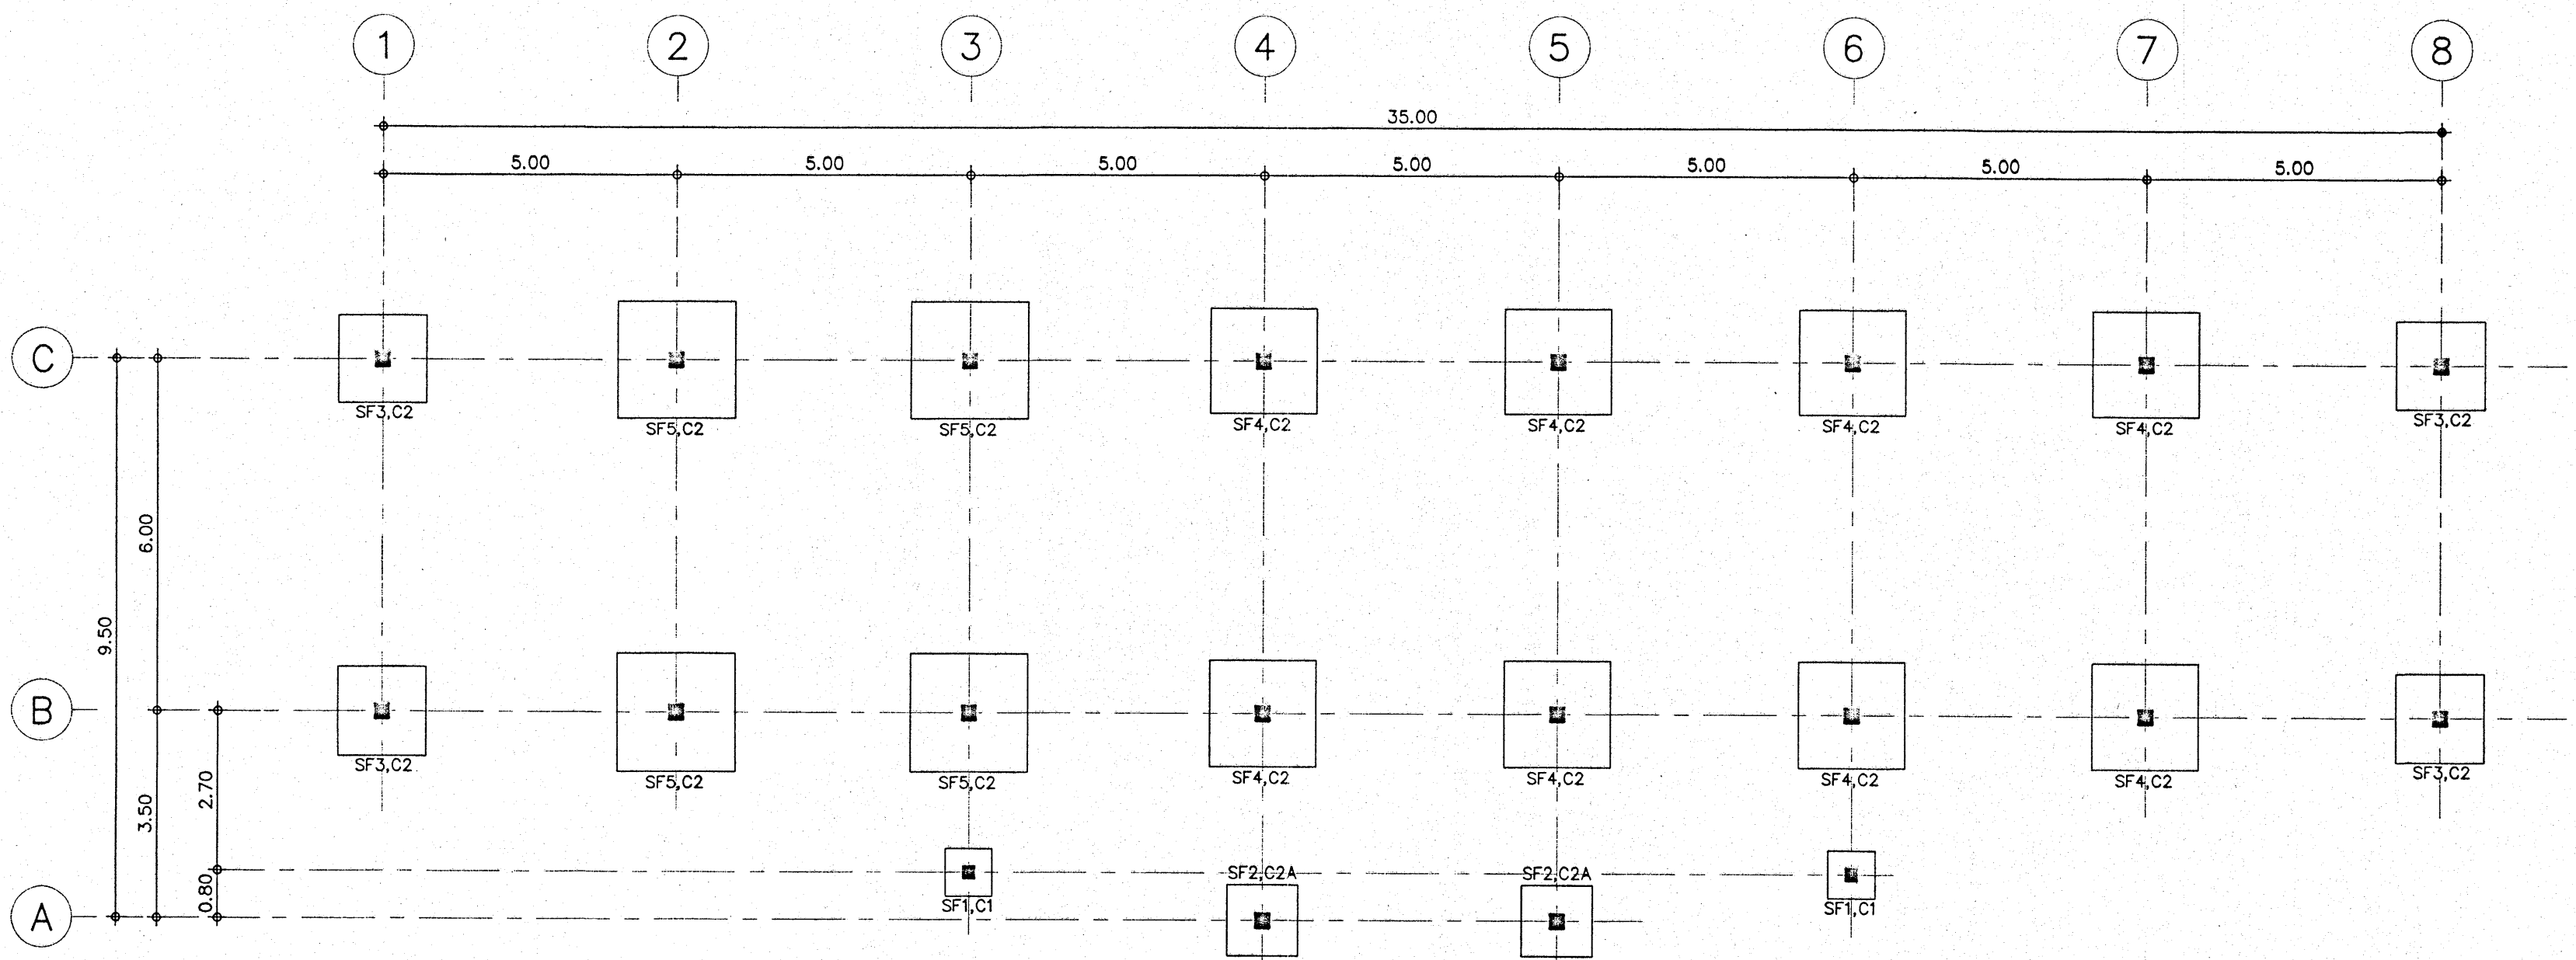 1 2 3 4 5 6 7 8
35.00
5.00 5.00 5.00 5.00 5.00 5.00 5.00
C
SF3,C2 SF5,C2 SF5,C2 SF4,C2 SF4,C2 SF4,C2 SF4,C2 SF3,C2
6.00
9.50
B
SF3,C2 SF5,C2 SF5,C2 SF4,C2 SF4,C2 SF4,C2 SF4,C2 SF3,C2
2.70
3.50
0.80
SF2,C2A SF2,C2A
SF1,C1 SF1,C1
A